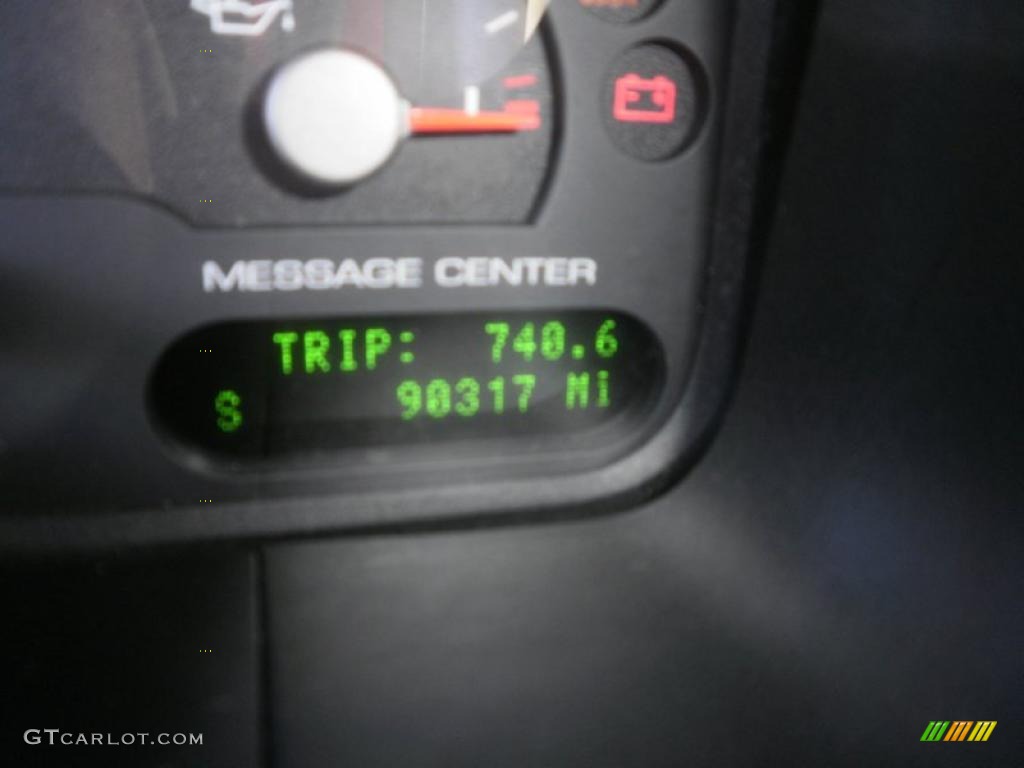 MESSAGE CENTER
TRIP: 740.6
S 90317 Mi
GTCARLOT.COM